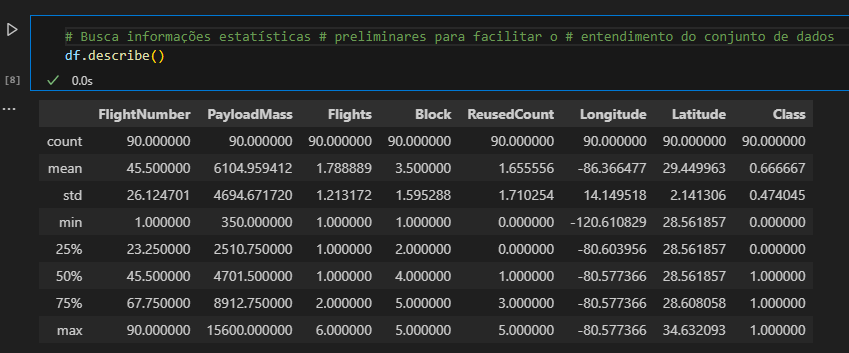 # Busca informações estatísticas # preliminares para facilitar o # entendimento do conjunto de dados
df.describe()
[8] 0.0s
... FlightNumber PayloadMass Flights Block ReusedCount Longitude Latitude Class
count 90.000000 90.000000 90.000000 90.000000 90.000000 90.000000 90.000000 90.000000
mean 45.500000 6104.959412 1.788889 3.500000 1.655556 -86.366477 29.449963 0.666667
std 26.124701 4694.671720 1.213172 1.595288 1.710254 14.149518 2.141306 0.474045
min 1.000000 350.000000 1.000000 1.000000 0.000000 -120.610829 28.561857 0.000000
25% 23.250000 2510.750000 1.000000 2.000000 0.000000 -80.603956 28.561857 0.000000
50% 45.500000 4701.500000 1.000000 4.000000 1.000000 -80.577366 28.561857 1.000000
75% 67.750000 8912.750000 2.000000 5.000000 3.000000 -80.577366 28.608058 1.000000
max 90.000000 15600.000000 6.000000 5.000000 5.000000 -80.577366 34.632093 1.000000